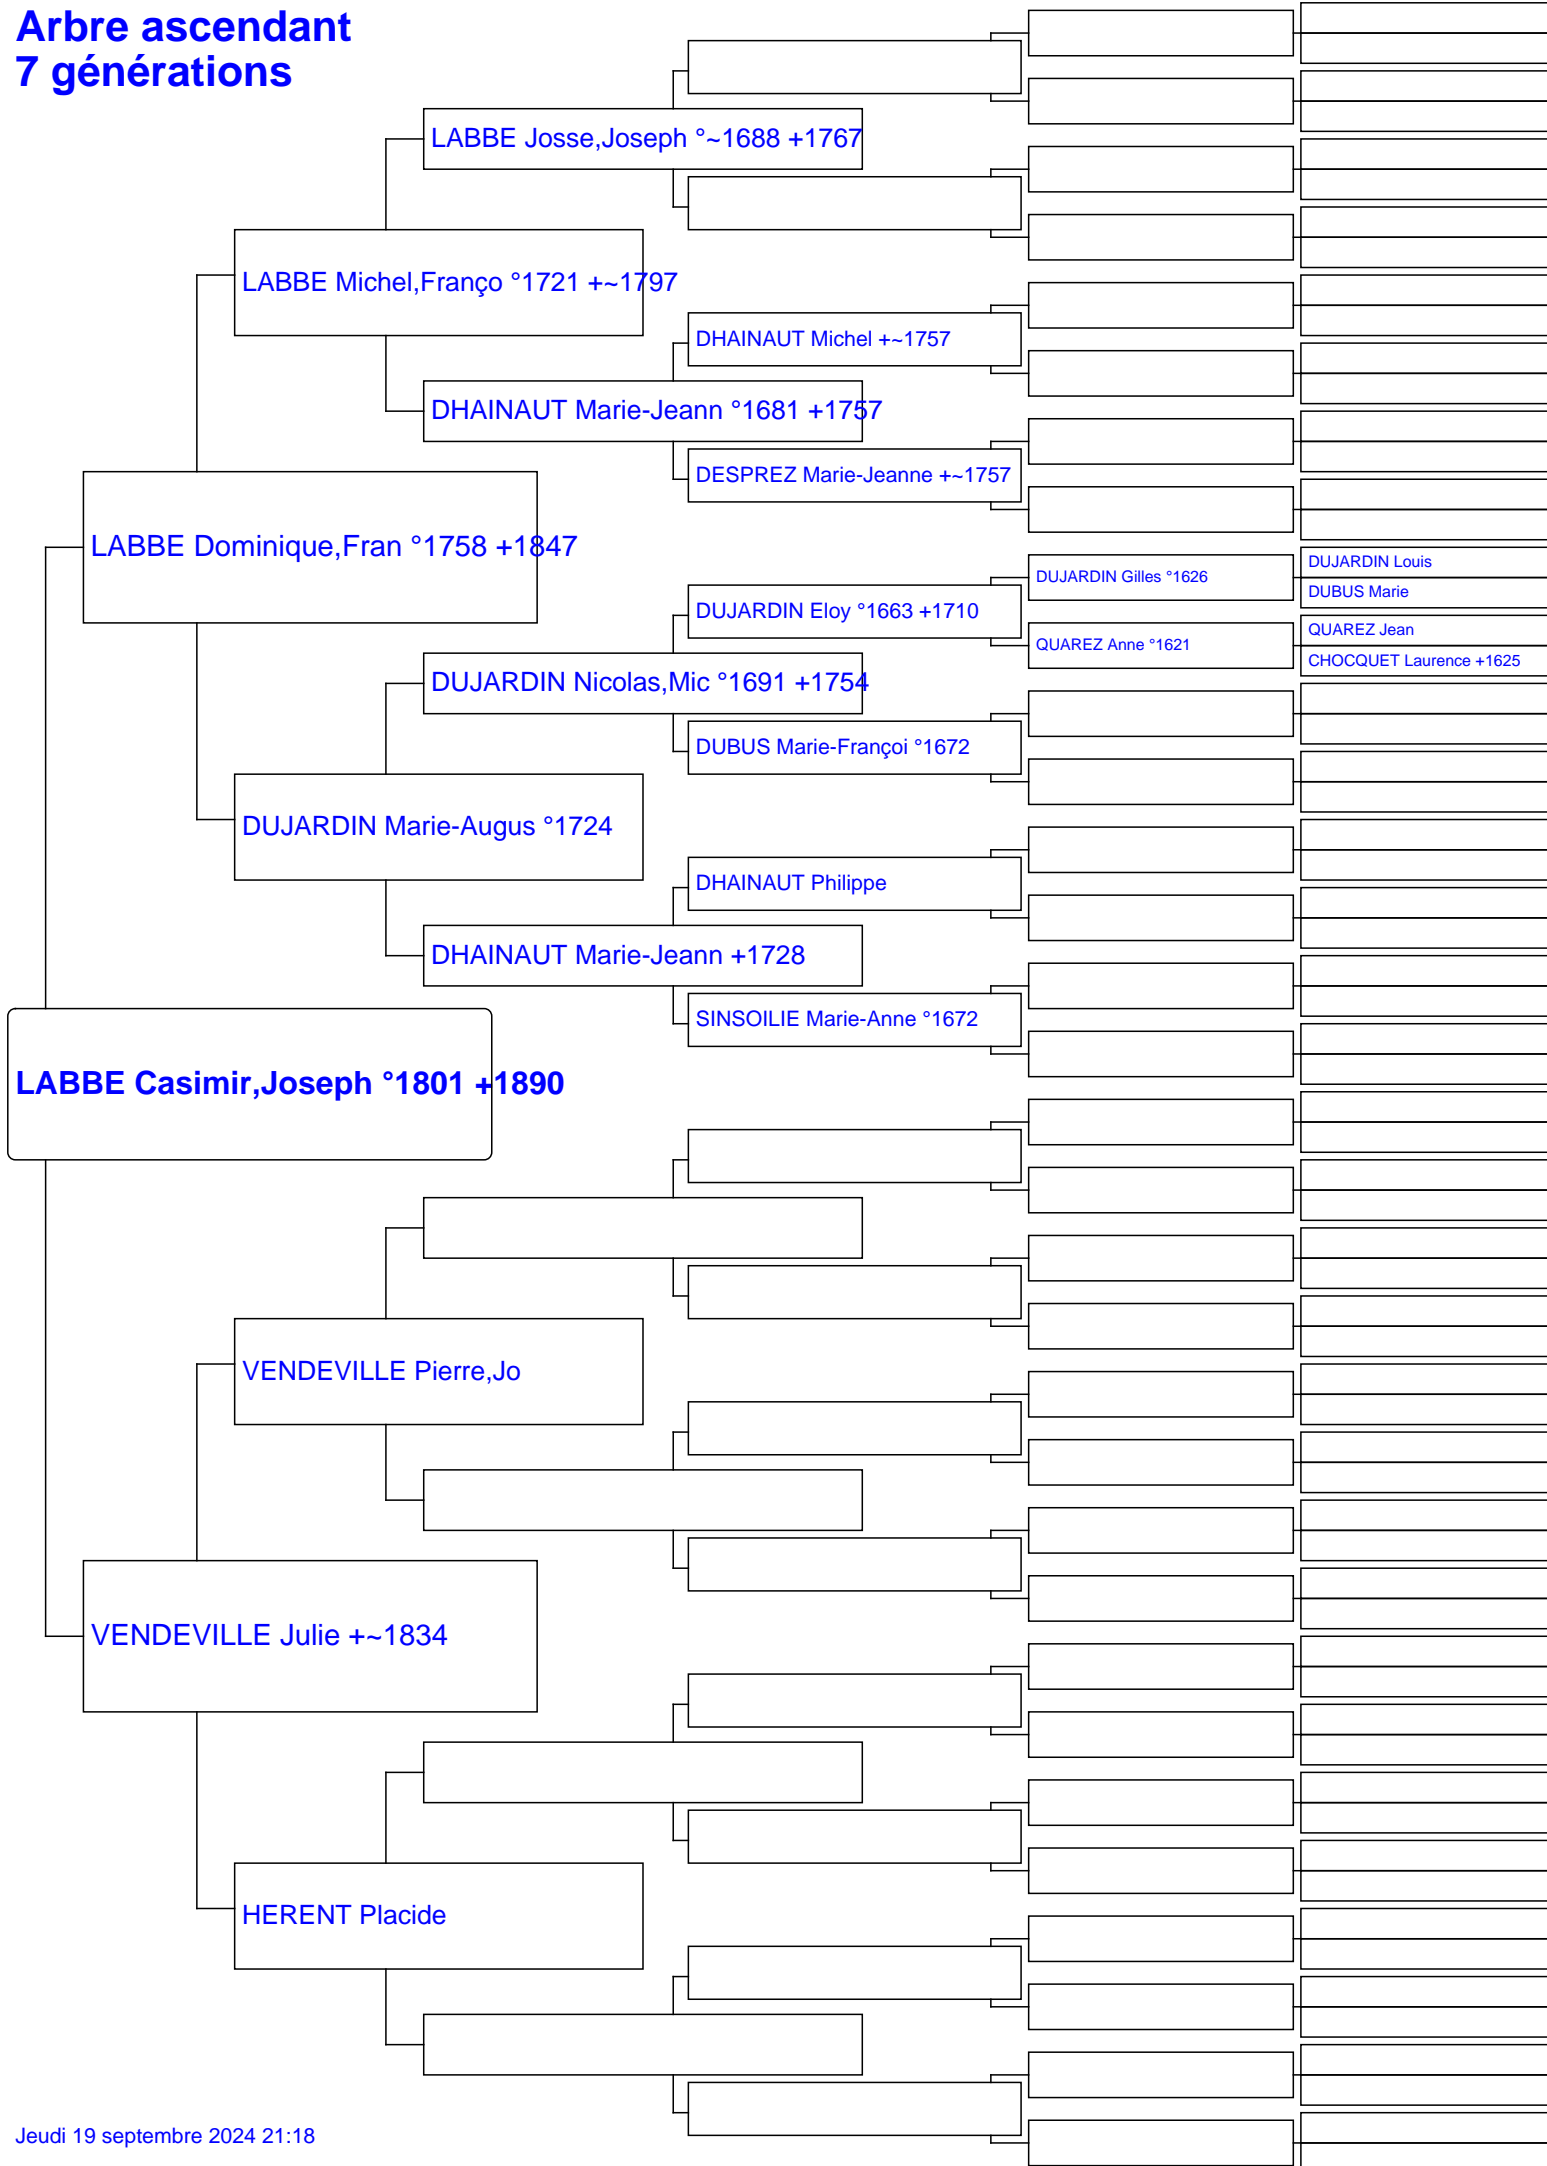 Arbre ascendant
7 générations
LABBE Josse,Joseph °~1688 +1767
LABBE Michel,Franço °1721 +~1797
DHAINAUT Michel +~1757
DHAINAUT Marie-Jeann °1681 +1757
DESPREZ Marie-Jeanne +~1757
LABBE Dominique,Fran °1758 +1847
DUJARDIN Louis
DUJARDIN Gilles °1626
DUBUS Marie
DUJARDIN Eloy °1663 +1710
QUAREZ Jean
QUAREZ Anne °1621
CHOCQUET Laurence +1625
DUJARDIN Nicolas,Mic °1691 +1754
DUBUS Marie-Françoi °1672
DUJARDIN Marie-Augus °1724
DHAINAUT Philippe
DHAINAUT Marie-Jeann +1728
SINSOILIE Marie-Anne °1672
LABBE Casimir,Joseph °1801 +1890
VENDEVILLE Pierre,Jo
VENDEVILLE Julie +~1834
HERENT Placide
Jeudi 19 septembre 2024 21:18